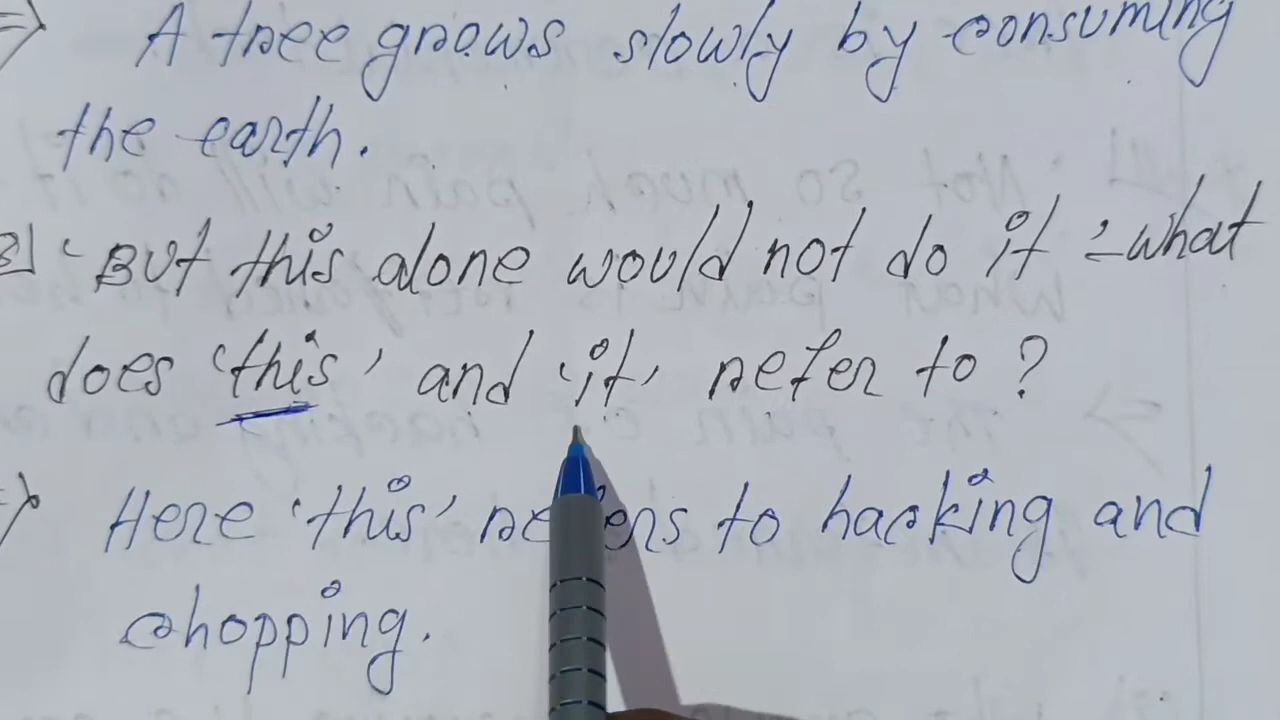 => A tree grows slowly by consuming
the earth.
8] 'But this alone would not do it'-what
does 'this' and 'it' refer to?
=> Here 'this' refers to hacking and
chopping.